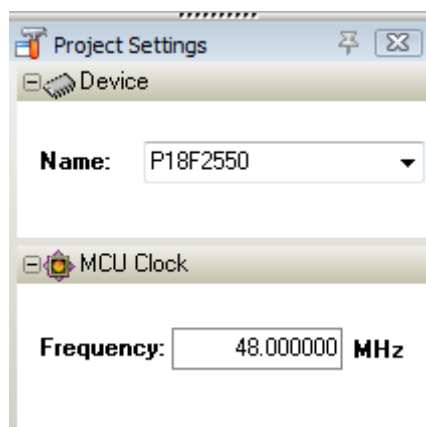 Project Settings
Device
Name: P18F2550
MCU Clock
Frequency: 48.000000 MHz